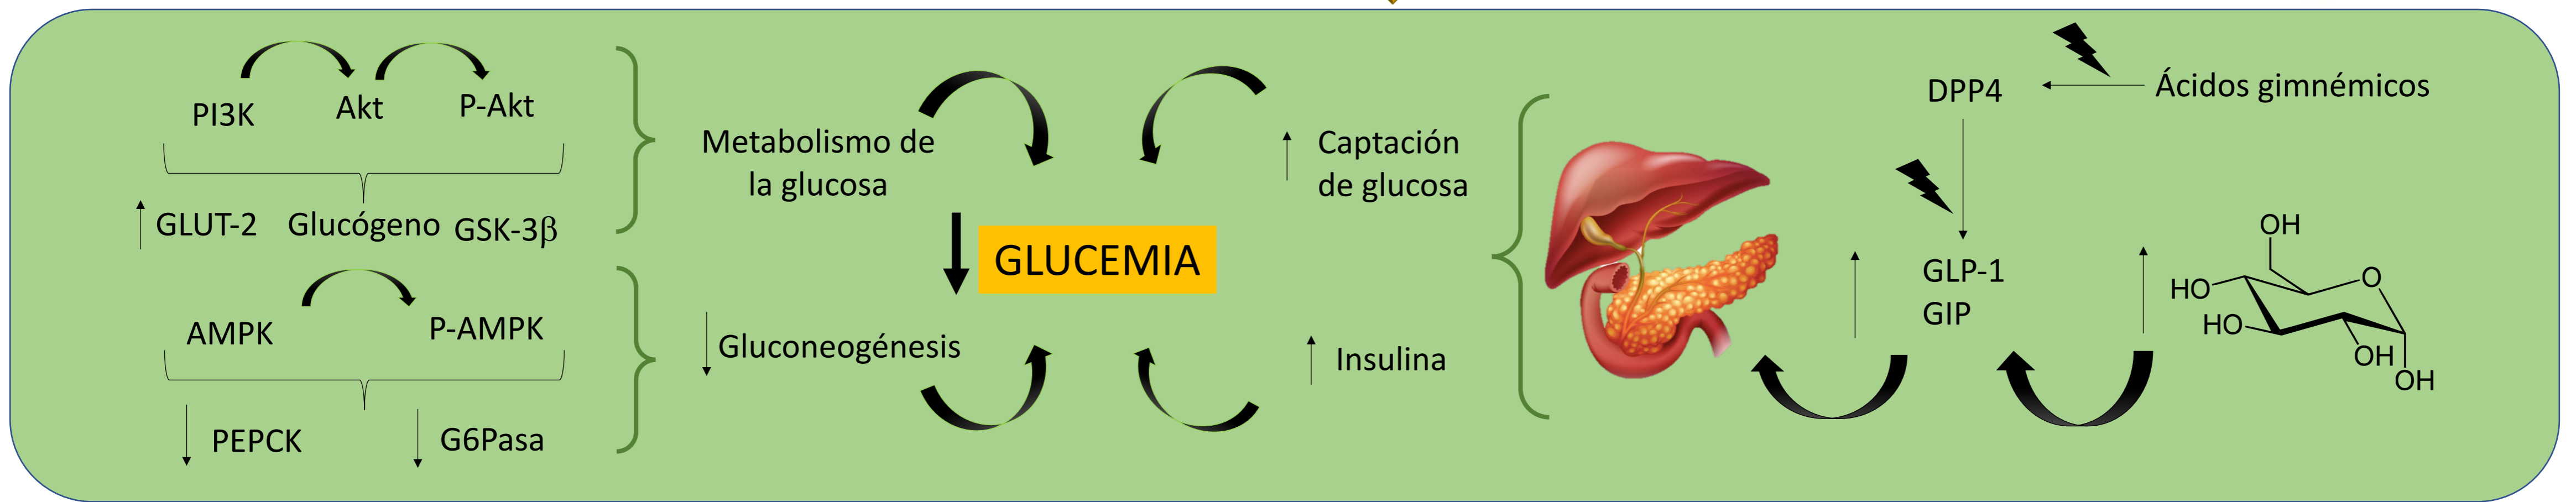 PI3K
Akt
P-Akt
GLUT-2
Glucógeno
GSK-3β
AMPK
P-AMPK
PEPCK
G6Pasa
Metabolismo de
la glucosa
Gluconeogénesis
GLUCEMIA
Captación
de glucosa
Insulina
DPP4
Ácidos gimnémicos
GLP-1
GIP
OH
O
HO
HO
OH
OH